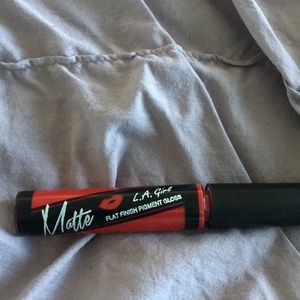 L.A. Girl
Matte
FLAT FINISH PIGMENT GLOSS